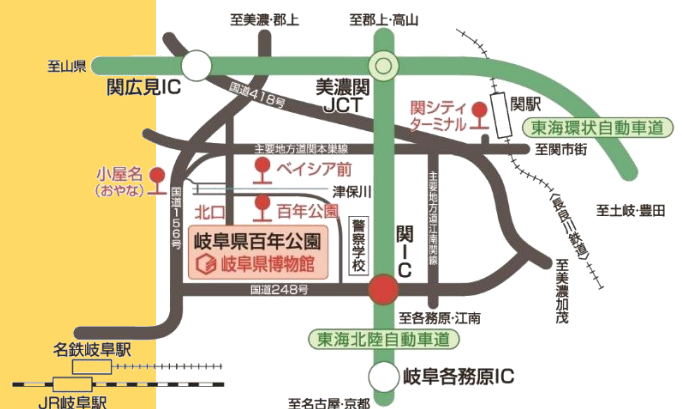 至美濃・郡上
至郡上・高山
至山県
関広見IC
国道418号
美濃関
JCT
関シティ
ターミナル
関駅
東海環状自動車道
主要地方道関本巣線
至関市街
小屋名
(おやな)
ベイシア前
津保川
国道156号
北口
百年公園
主要地方道江南関線
至土岐・豊田
〈長良川鉄道〉
岐阜県百年公園
岐阜県博物館
警察学校
関IC
国道248号
至美濃加茂
至各務原・江南
東海北陸自動車道
名鉄岐阜駅
岐阜各務原IC
JR岐阜駅
至名古屋・京都